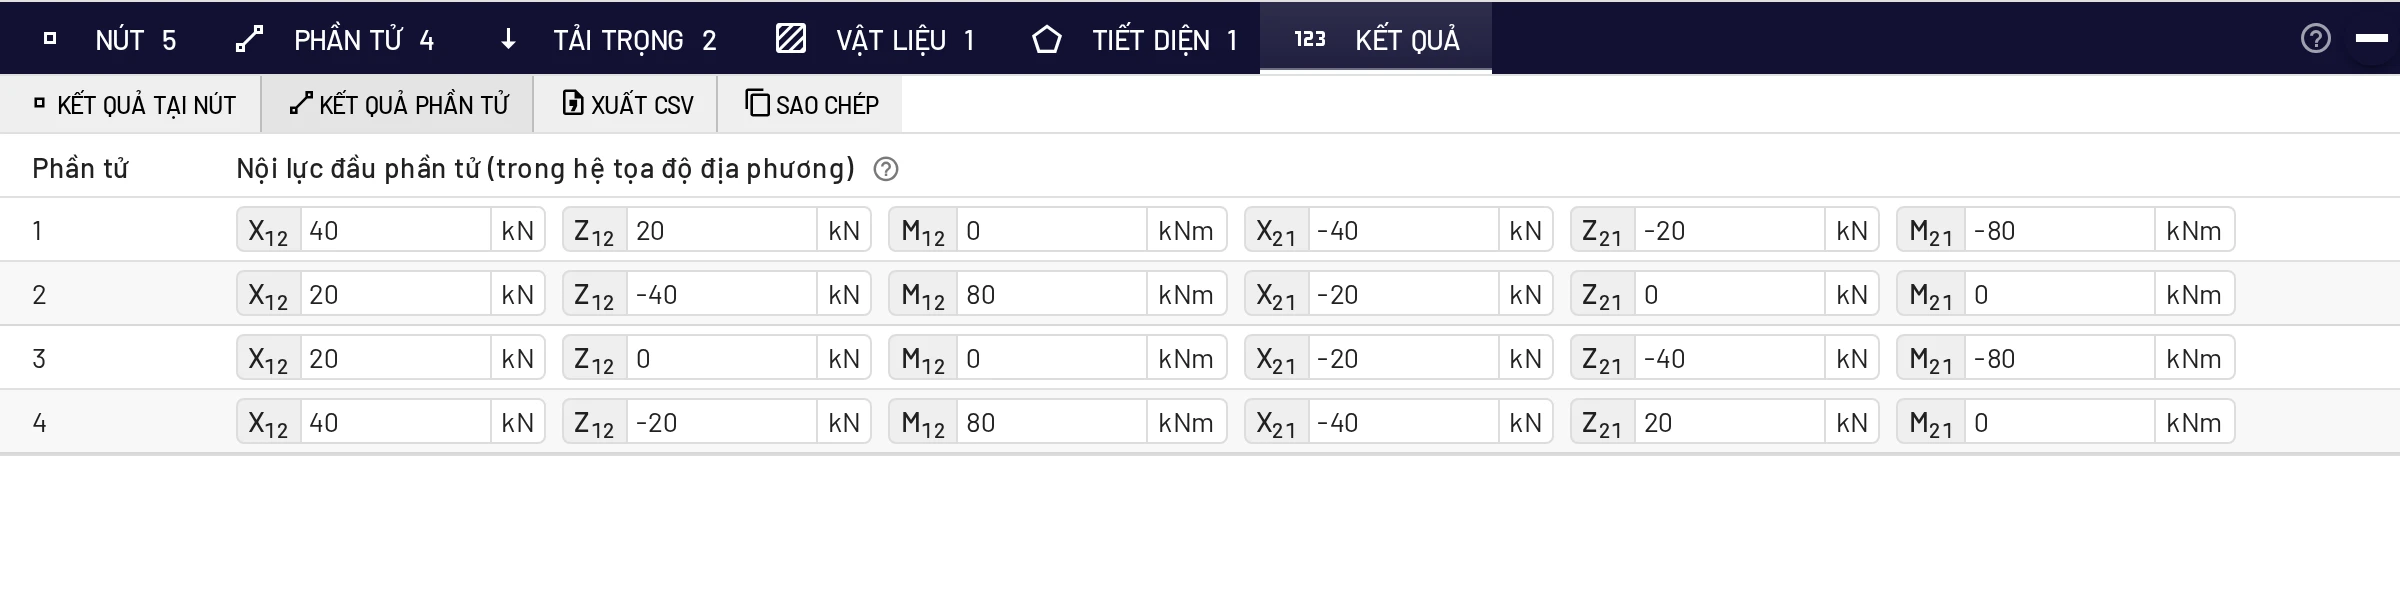 NÚT 5 PHẦN TỬ 4 TẢI TRỌNG 2 VẬT LIỆU 1 TIẾT DIỆN 1 123 KẾT QUẢ ?
KẾT QUẢ TẠI NÚT KẾT QUẢ PHẦN TỬ XUẤT CSV SAO CHÉP
Phần tử Nội lực đầu phần tử (trong hệ tọa độ địa phương) ?
1 X₁₂ 40 kN Z₁₂ 20 kN M₁₂ 0 kNm X₂₁ -40 kN Z₂₁ -20 kN M₂₁ -80 kNm
2 X₁₂ 20 kN Z₁₂ -40 kN M₁₂ 80 kNm X₂₁ -20 kN Z₂₁ 0 kN M₂₁ 0 kNm
3 X₁₂ 20 kN Z₁₂ 0 kN M₁₂ 0 kNm X₂₁ -20 kN Z₂₁ -40 kN M₂₁ -80 kNm
4 X₁₂ 40 kN Z₁₂ -20 kN M₁₂ 80 kNm X₂₁ -40 kN Z₂₁ 20 kN M₂₁ 0 kNm